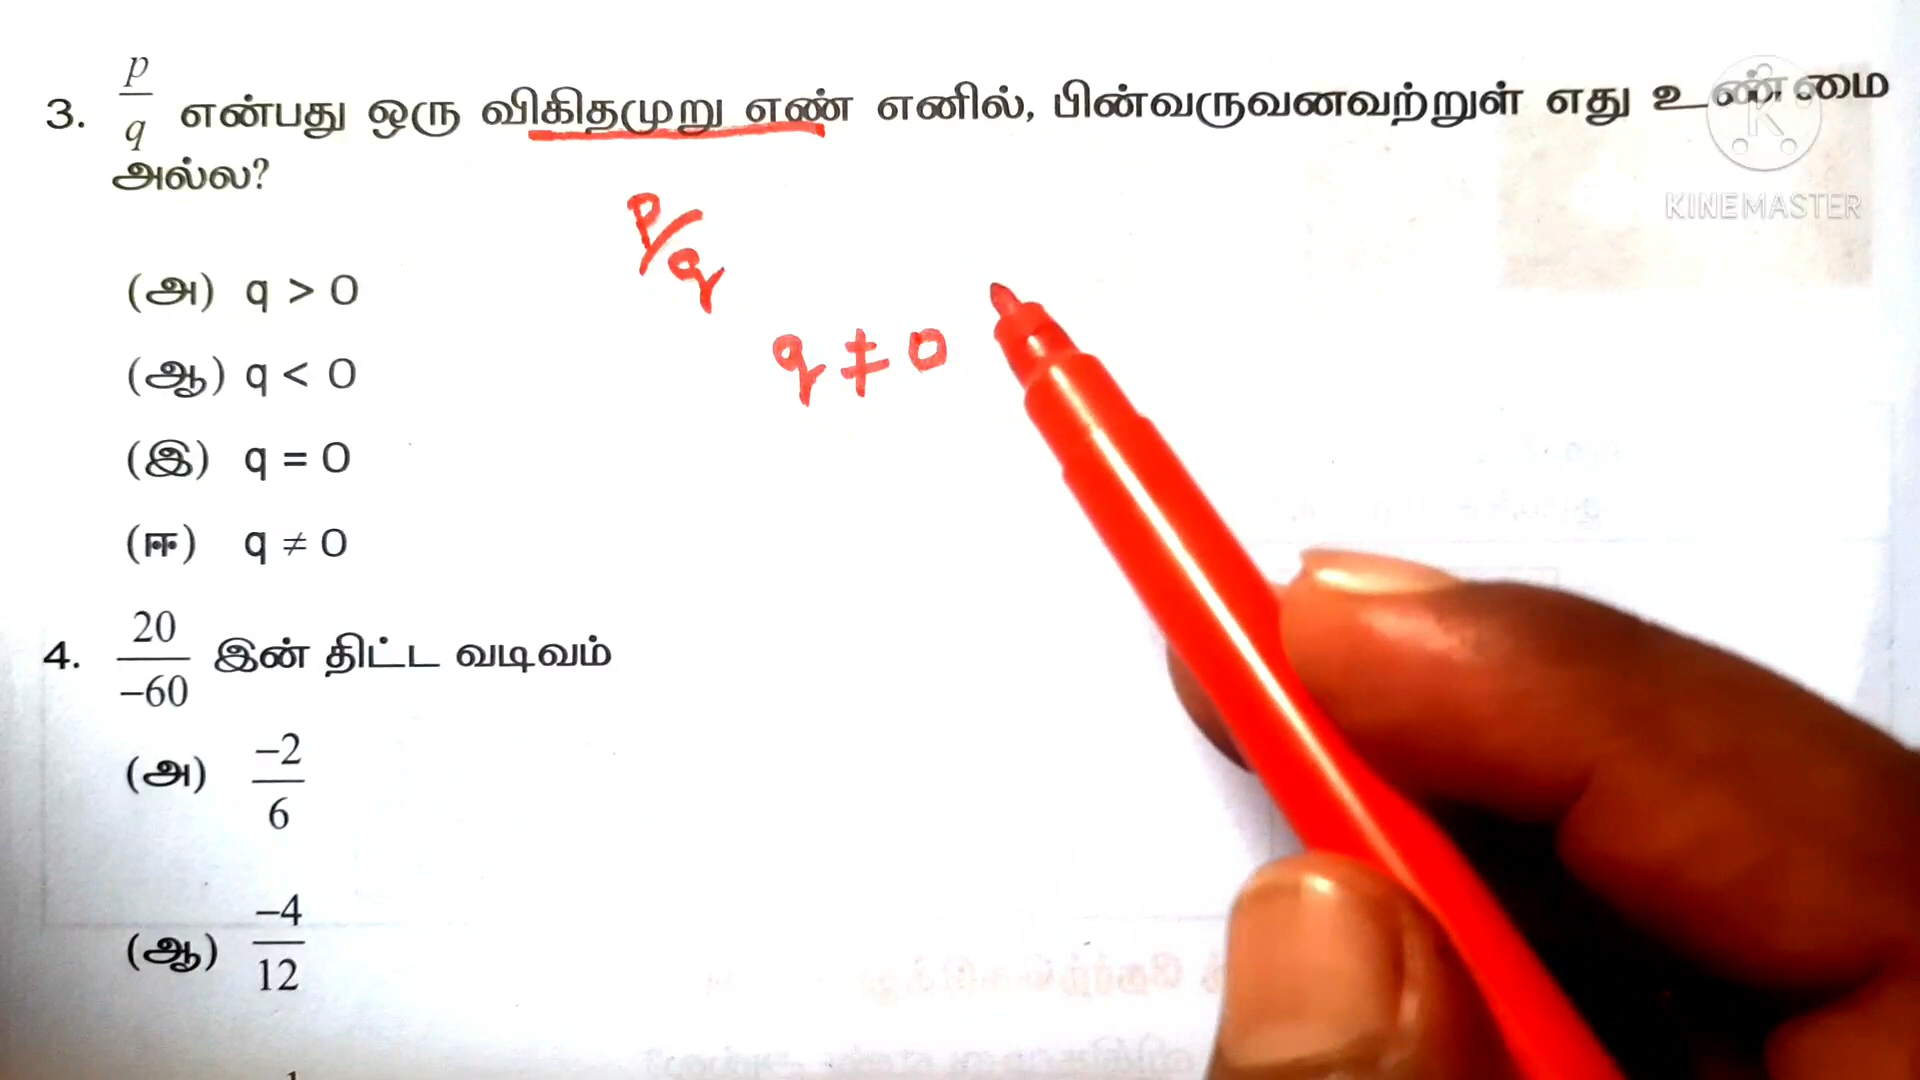 3. p/q என்பது ஒரு விகிதமுறு எண் எனில், பின்வருவனவற்றுள் எது உண்மை
அல்ல?
KINEMASTER
p/q
(அ) q > 0
q ≠ 0
(ஆ) q < 0
(இ) q = 0
(ஈ) q ≠ 0
4. 20/−60 இன் திட்ட வடிவம்
(அ) −2/6
(ஆ) −4/12